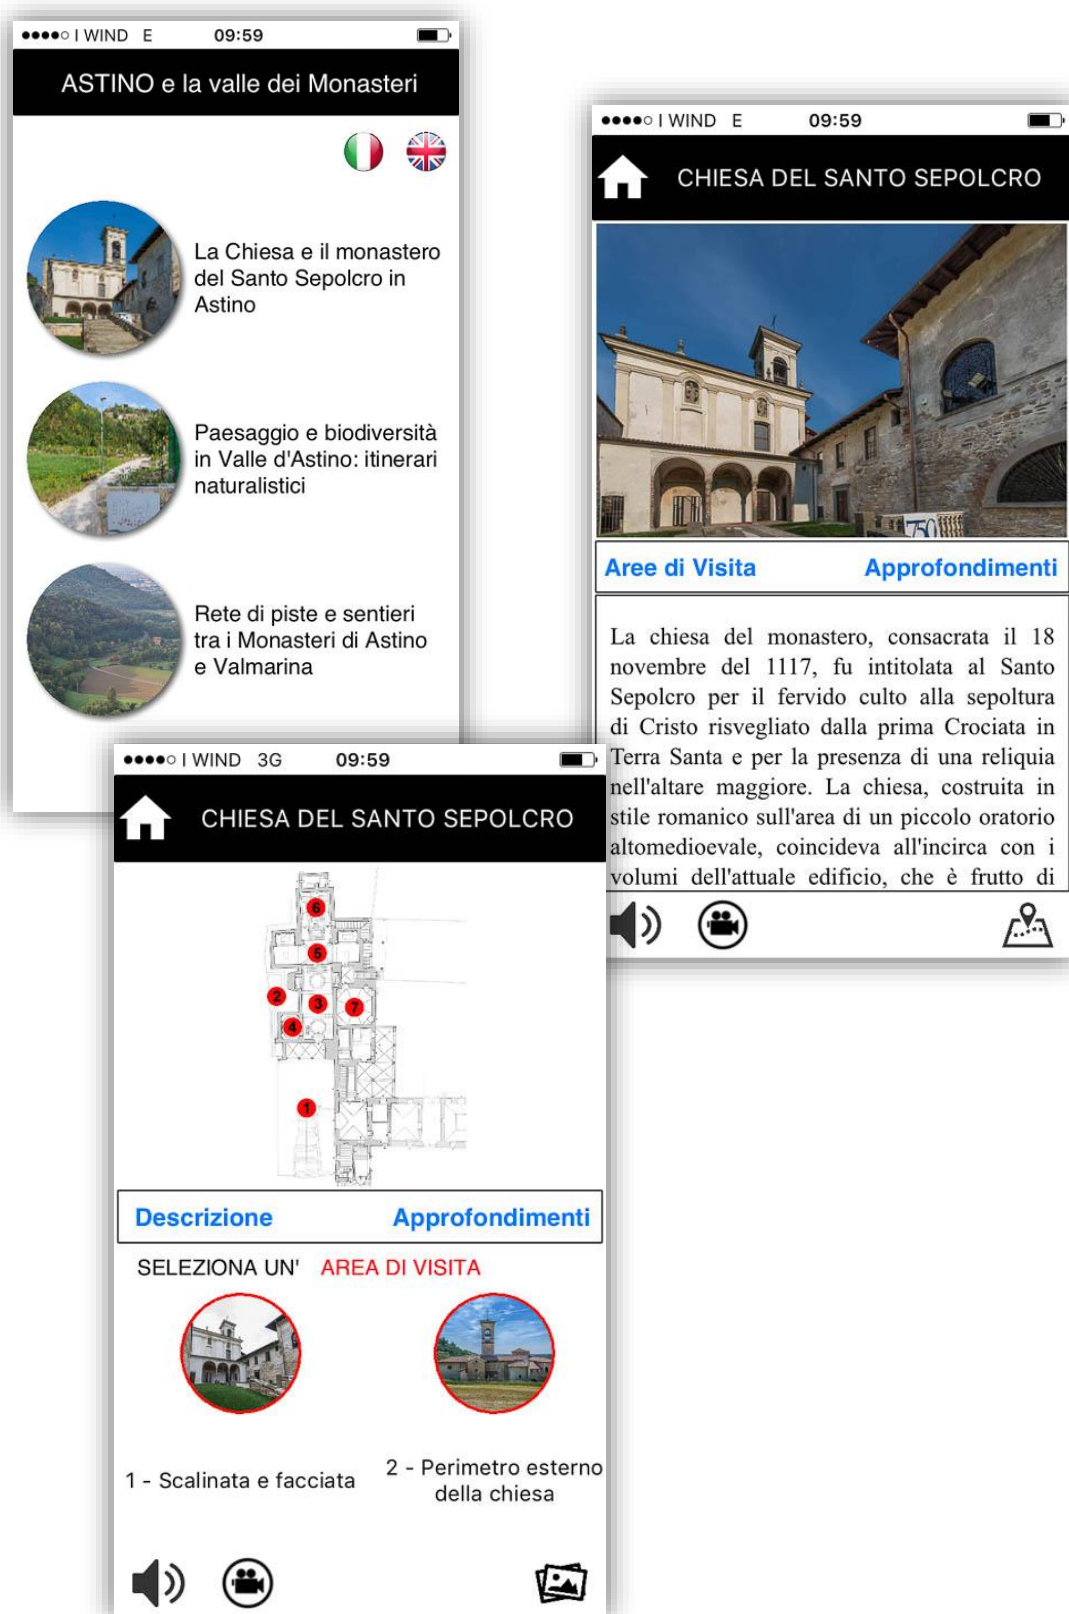 I WIND E 09:59
ASTINO e la valle dei Monasteri
La Chiesa e il monastero
del Santo Sepolcro in
Astino
Paesaggio e biodiversità
in Valle d'Astino: itinerari
naturalistici
Rete di piste e sentieri
tra i Monasteri di Astino
e Valmarina
I WIND E 09:59
CHIESA DEL SANTO SEPOLCRO
750
Aree di Visita Approfondimenti
La chiesa del monastero, consacrata il 18
novembre del 1117, fu intitolata al Santo
Sepolcro per il fervido culto alla sepoltura
di Cristo risvegliato dalla prima Crociata in
Terra Santa e per la presenza di una reliquia
nell'altare maggiore. La chiesa, costruita in
stile romanico sull'area di un piccolo oratorio
altomedioevale, coincideva all'incirca con i
volumi dell'attuale edificio, che è frutto di
I WIND 3G 09:59
CHIESA DEL SANTO SEPOLCRO
6
5
2
3
7
4
1
Descrizione Approfondimenti
SELEZIONA UN' AREA DI VISITA
1 - Scalinata e facciata
2 - Perimetro esterno
della chiesa